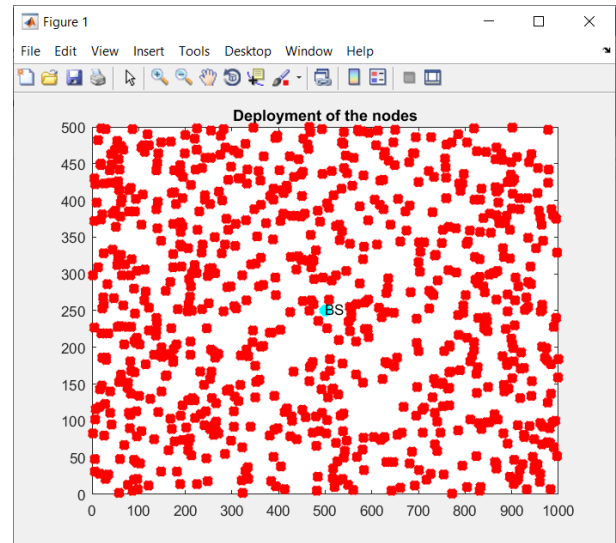 Figure 1
File Edit View Insert Tools Desktop Window Help
Deployment of the nodes
500
450
400
350
300
250
200
150
100
50
0
BS
0 100 200 300 400 500 600 700 800 900 1000